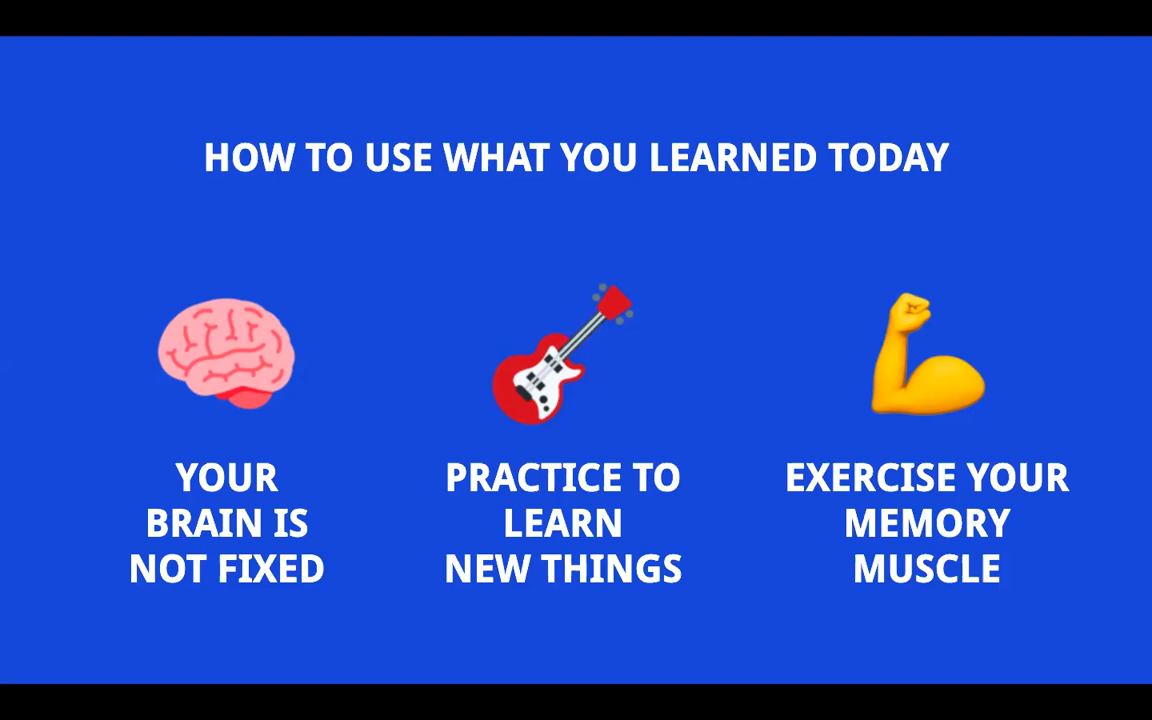 HOW TO USE WHAT YOU LEARNED TODAY
YOUR
BRAIN IS
NOT FIXED
PRACTICE TO
LEARN
NEW THINGS
EXERCISE YOUR
MEMORY
MUSCLE